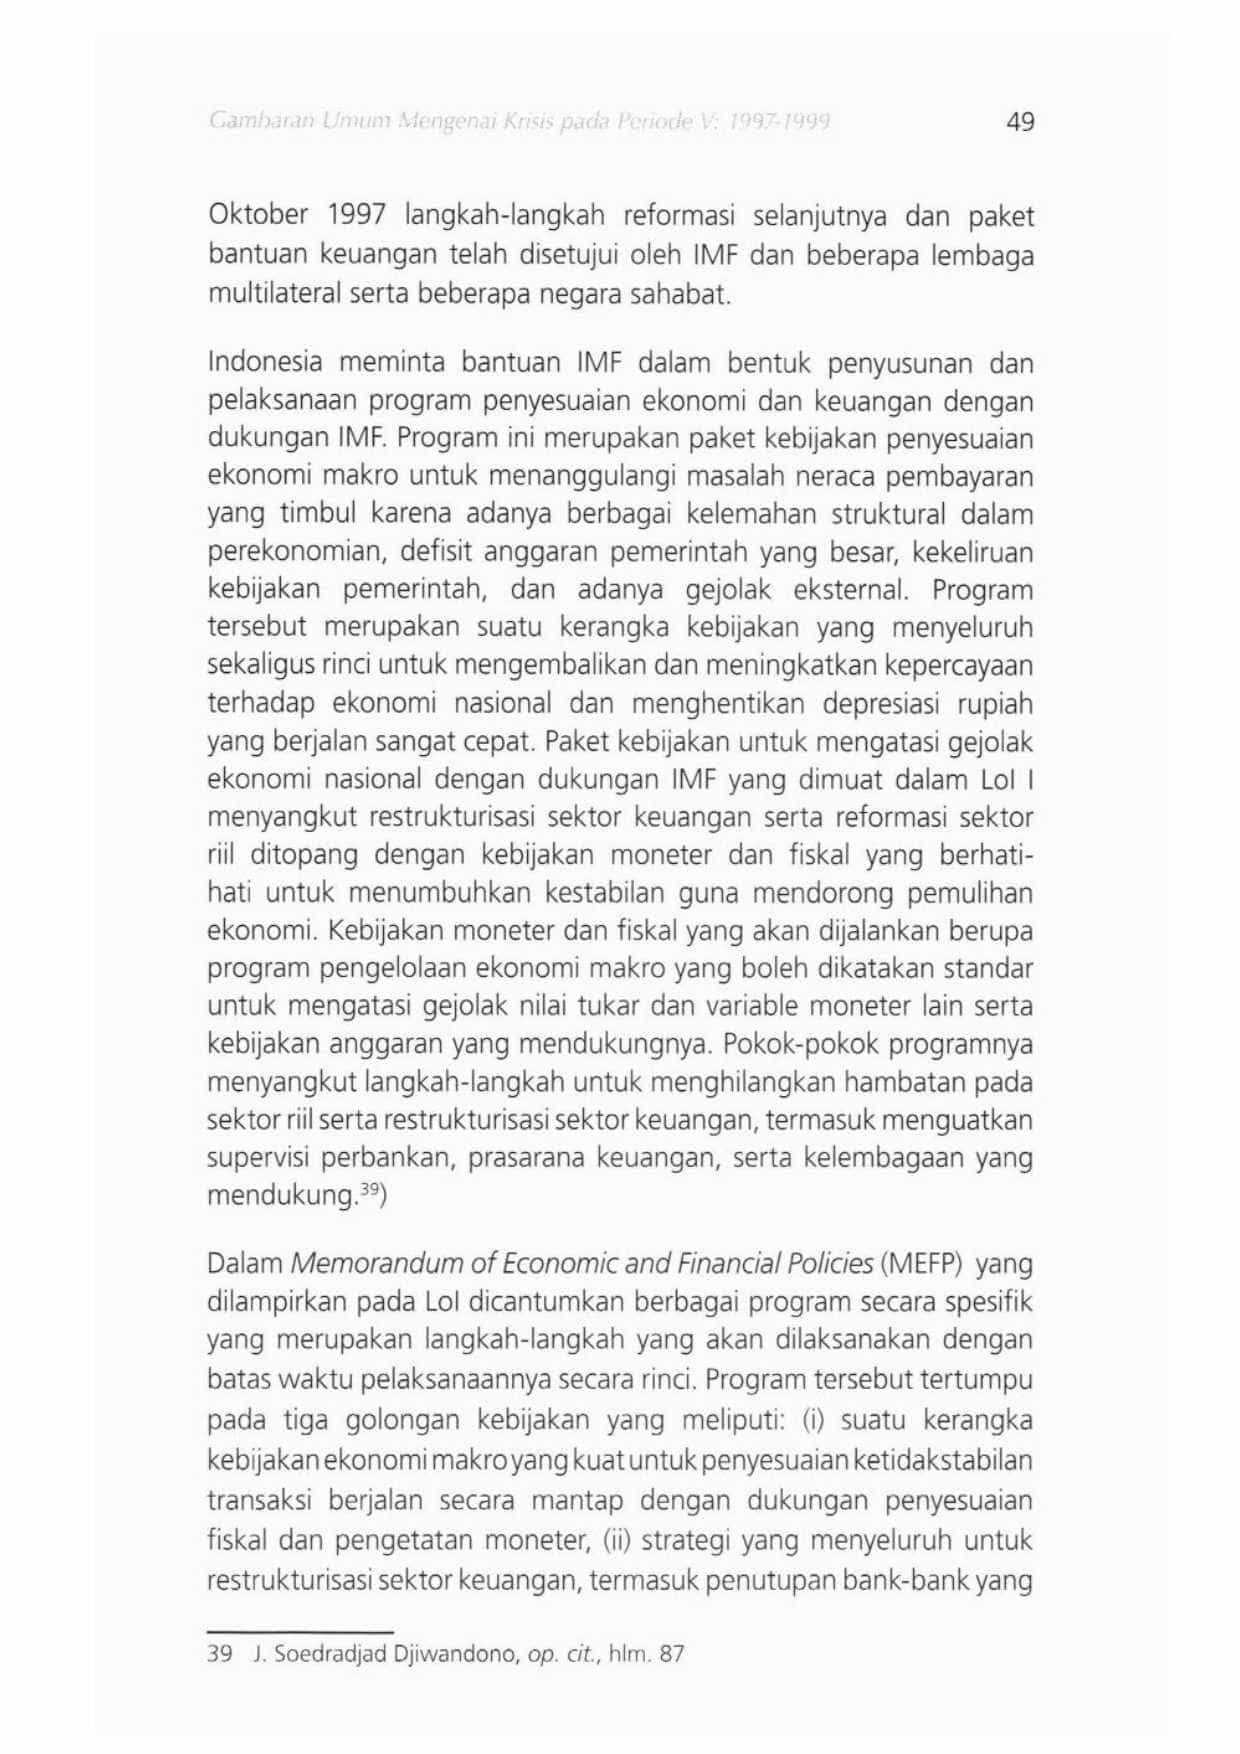 Gambaran Umum Mengenai Krisis pada Periode V: 1997-1999 49
Oktober 1997 langkah-langkah reformasi selanjutnya dan paket
bantuan keuangan telah disetujui oleh IMF dan beberapa lembaga
multilateral serta beberapa negara sahabat.
Indonesia meminta bantuan IMF dalam bentuk penyusunan dan
pelaksanaan program penyesuaian ekonomi dan keuangan dengan
dukungan IMF. Program ini merupakan paket kebijakan penyesuaian
ekonomi makro untuk menanggulangi masalah neraca pembayaran
yang timbul karena adanya berbagai kelemahan struktural dalam
perekonomian, defisit anggaran pemerintah yang besar, kekeliruan
kebijakan pemerintah, dan adanya gejolak eksternal. Program
tersebut merupakan suatu kerangka kebijakan yang menyeluruh
sekaligus rinci untuk mengembalikan dan meningkatkan kepercayaan
terhadap ekonomi nasional dan menghentikan depresiasi rupiah
yang berjalan sangat cepat. Paket kebijakan untuk mengatasi gejolak
ekonomi nasional dengan dukungan IMF yang dimuat dalam LoI I
menyangkut restrukturisasi sektor keuangan serta reformasi sektor
riil ditopang dengan kebijakan moneter dan fiskal yang berhati-
hati untuk menumbuhkan kestabilan guna mendorong pemulihan
ekonomi. Kebijakan moneter dan fiskal yang akan dijalankan berupa
program pengelolaan ekonomi makro yang boleh dikatakan standar
untuk mengatasi gejolak nilai tukar dan variable moneter lain serta
kebijakan anggaran yang mendukungnya. Pokok-pokok programnya
menyangkut langkah-langkah untuk menghilangkan hambatan pada
sektor riil serta restrukturisasi sektor keuangan, termasuk menguatkan
supervisi perbankan, prasarana keuangan, serta kelembagaan yang
mendukung.³⁹)
Dalam Memorandum of Economic and Financial Policies (MEFP) yang
dilampirkan pada LoI dicantumkan berbagai program secara spesifik
yang merupakan langkah-langkah yang akan dilaksanakan dengan
batas waktu pelaksanaannya secara rinci. Program tersebut tertumpu
pada tiga golongan kebijakan yang meliputi: (i) suatu kerangka
kebijakan ekonomi makro yang kuat untuk penyesuaian ketidakstabilan
transaksi berjalan secara mantap dengan dukungan penyesuaian
fiskal dan pengetatan moneter, (ii) strategi yang menyeluruh untuk
restrukturisasi sektor keuangan, termasuk penutupan bank-bank yang
39 J. Soedradjad Djiwandono, op. cit., hlm. 87